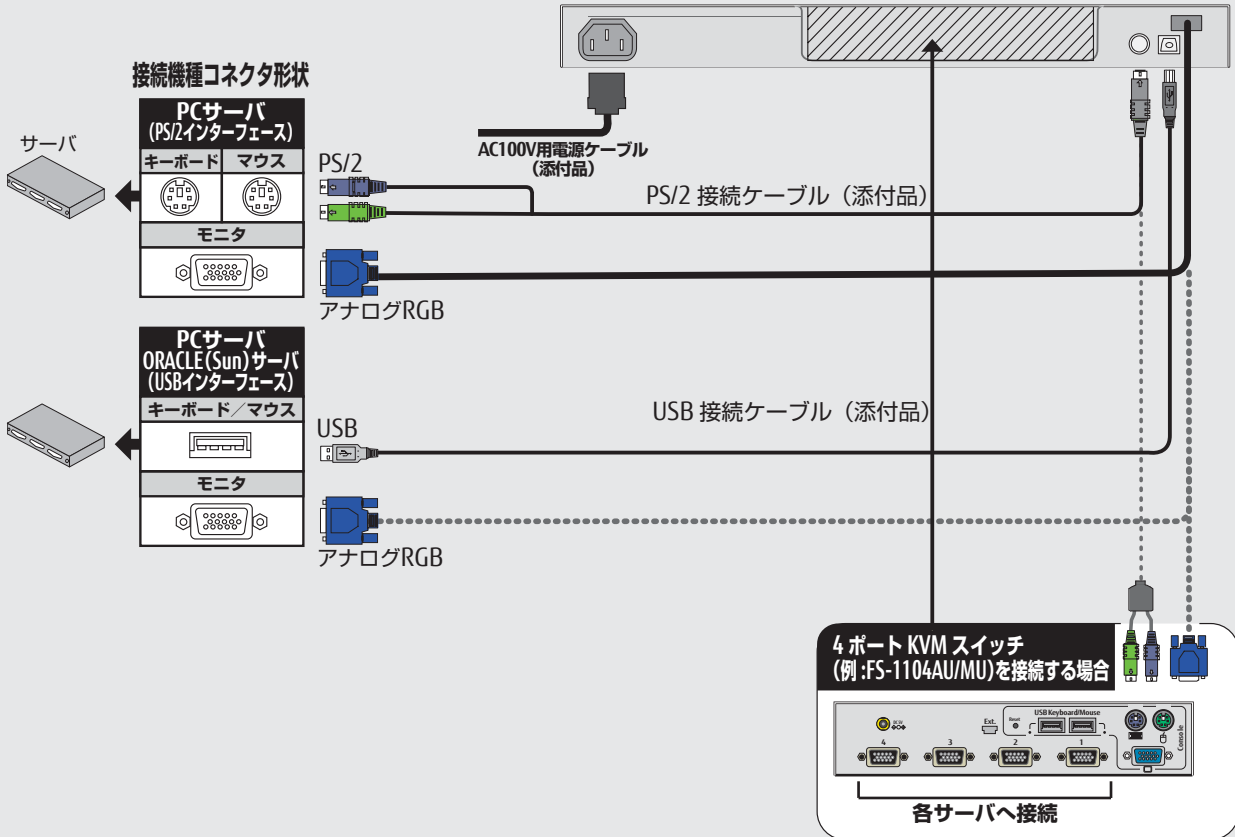 接続機種コネクタ形状
サーバ
PCサーバ
(PS/2インターフェース)
キーボード マウス
モニタ
PS/2
アナログRGB
AC100V用電源ケーブル
(添付品)
PS/2 接続ケーブル（添付品）
PCサーバ
ORACLE(Sun)サーバ
(USBインターフェース)
キーボード／マウス
モニタ
USB
アナログRGB
USB 接続ケーブル（添付品）
4 ポート KVM スイッチ
(例 :FS-1104AU/MU)を接続する場合
DC 5V
Ext.
Reset
USB Keyboard/Mouse
Console
4 3 2 1
各サーバへ接続